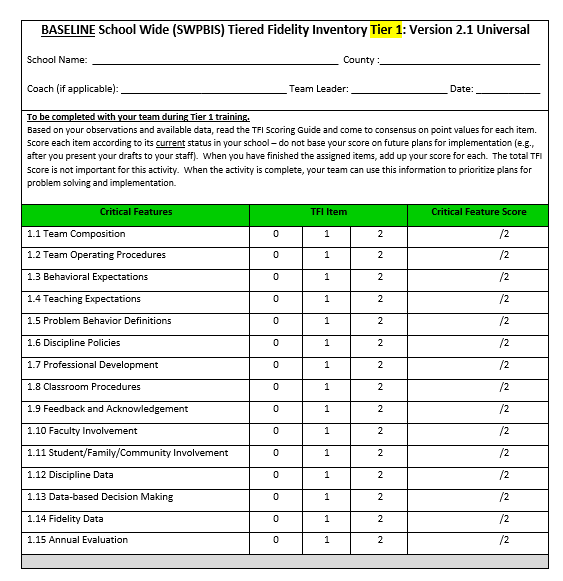 BASELINE School Wide (SWPBIS) Tiered Fidelity Inventory Tier 1: Version 2.1 Universal
School Name: County :
Coach (if applicable): Team Leader: Date:
To be completed with your team during Tier 1 training.
Based on your observations and available data, read the TFI Scoring Guide and come to consensus on point values for each item.
Score each item according to its current status in your school – do not base your score on future plans for implementation (e.g.,
after you present your drafts to your staff). When you have finished the assigned items, add up your score for each. The total TFI
Score is not important for this activity. When the activity is complete, your team can use this information to prioritize plans for
problem solving and implementation.
Critical Features TFI Item Critical Feature Score
1.1 Team Composition 0 1 2 /2
1.2 Team Operating Procedures 0 1 2 /2
1.3 Behavioral Expectations 0 1 2 /2
1.4 Teaching Expectations 0 1 2 /2
1.5 Problem Behavior Definitions 0 1 2 /2
1.6 Discipline Policies 0 1 2 /2
1.7 Professional Development 0 1 2 /2
1.8 Classroom Procedures 0 1 2 /2
1.9 Feedback and Acknowledgement 0 1 2 /2
1.10 Faculty Involvement 0 1 2 /2
1.11 Student/Family/Community Involvement 0 1 2 /2
1.12 Discipline Data 0 1 2 /2
1.13 Data-based Decision Making 0 1 2 /2
1.14 Fidelity Data 0 1 2 /2
1.15 Annual Evaluation 0 1 2 /2